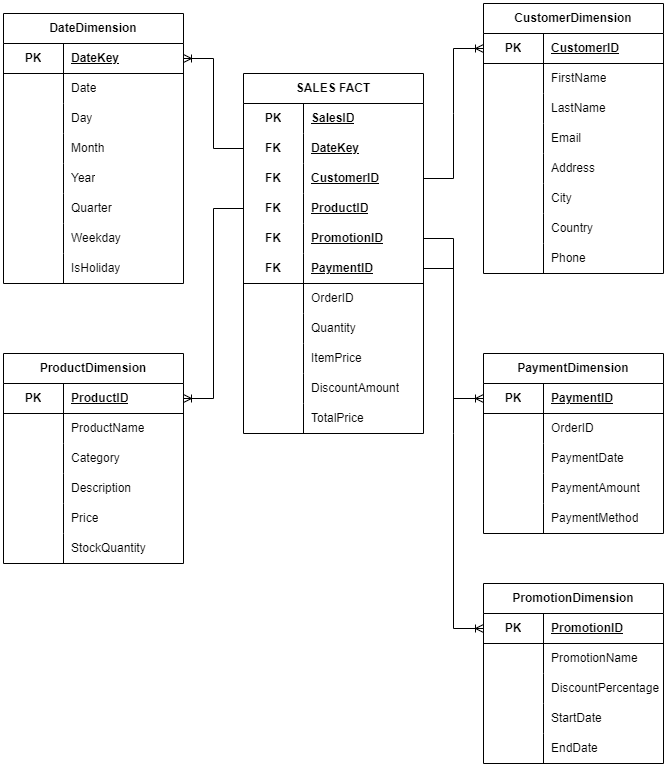 DateDimension
PK DateKey
Date
Day
Month
Year
Quarter
Weekday
IsHoliday
SALES FACT
PK SalesID
FK DateKey
FK CustomerID
FK ProductID
FK PromotionID
FK PaymentID
OrderID
Quantity
ItemPrice
DiscountAmount
TotalPrice
CustomerDimension
PK CustomerID
FirstName
LastName
Email
Address
City
Country
Phone
ProductDimension
PK ProductID
ProductName
Category
Description
Price
StockQuantity
PaymentDimension
PK PaymentID
OrderID
PaymentDate
PaymentAmount
PaymentMethod
PromotionDimension
PK PromotionID
PromotionName
DiscountPercentage
StartDate
EndDate